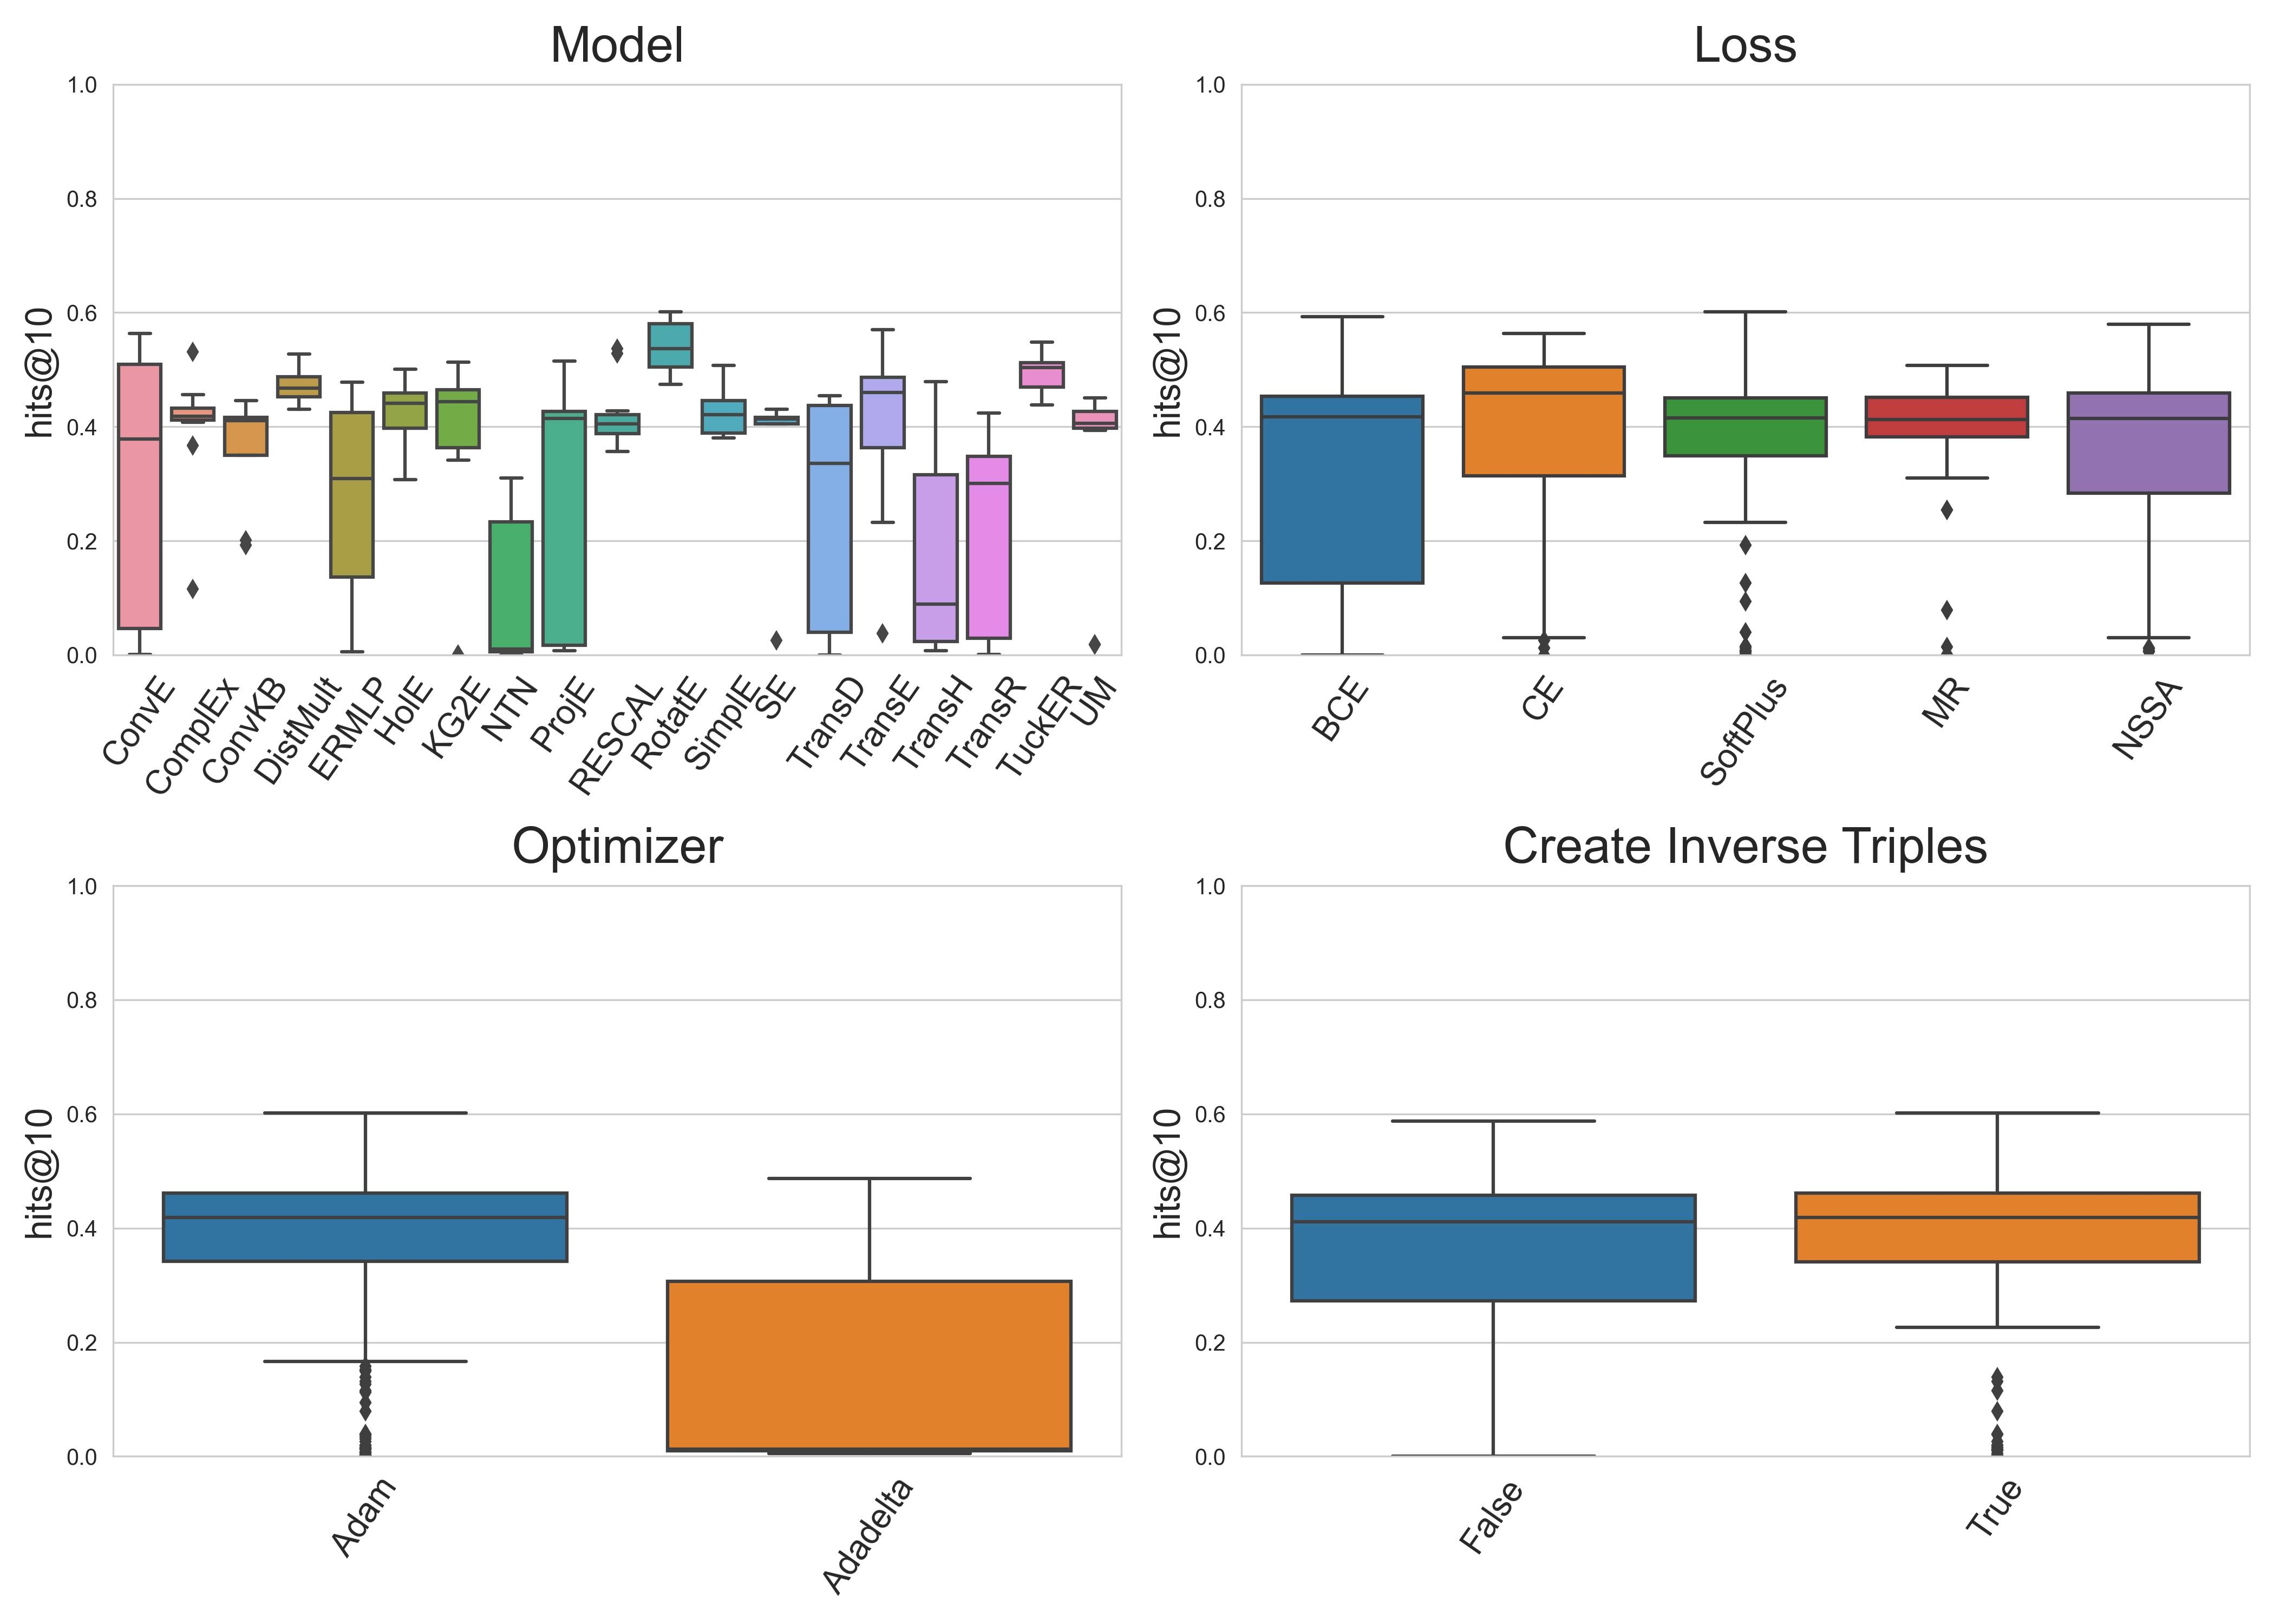 Model
1.0
0.8
0.6
0.4
0.2
0.0
hits@10
ConvE
ComplEx
ConvKB
DistMult
ERMLP
HolE
KG2E
NTN
ProjE
RESCAL
RotatE
SimplE
SE
TransD
TransE
TransH
TransR
TuckER
UM
Loss
1.0
0.8
0.6
0.4
0.2
0.0
hits@10
BCE
CE
SoftPlus
MR
NSSA
Optimizer
1.0
0.8
0.6
0.4
0.2
0.0
hits@10
Adam
Adadelta
Create Inverse Triples
1.0
0.8
0.6
0.4
0.2
0.0
hits@10
False
True